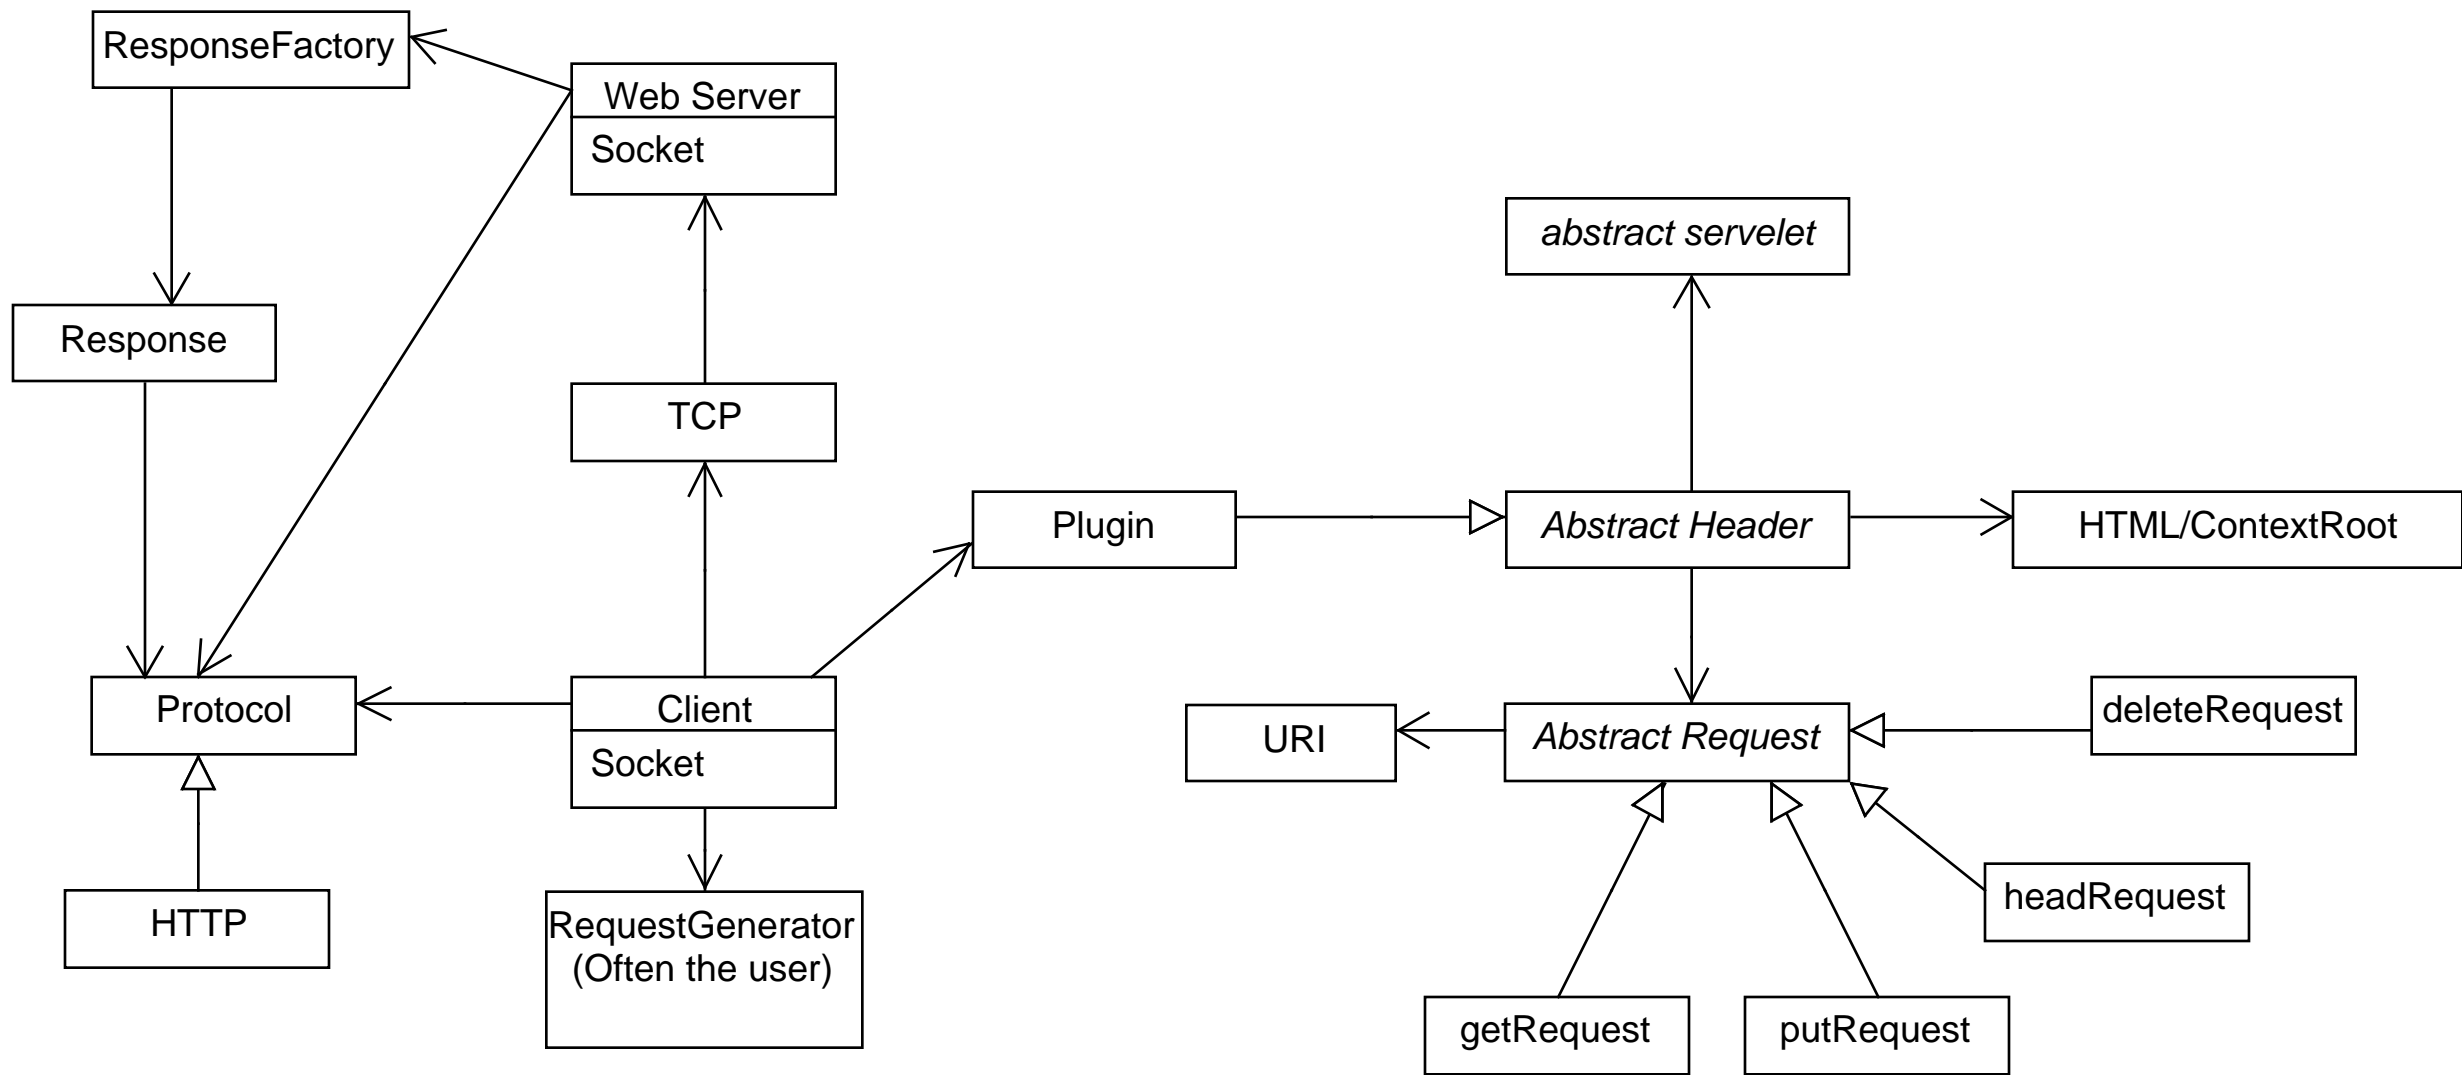 ResponseFactory
Web Server
Socket
abstract servelet
Response
TCP
Plugin
Abstract Header
HTML/ContextRoot
Protocol
Client
Socket
URI
Abstract Request
deleteRequest
HTTP
RequestGenerator
(Often the user)
headRequest
getRequest
putRequest